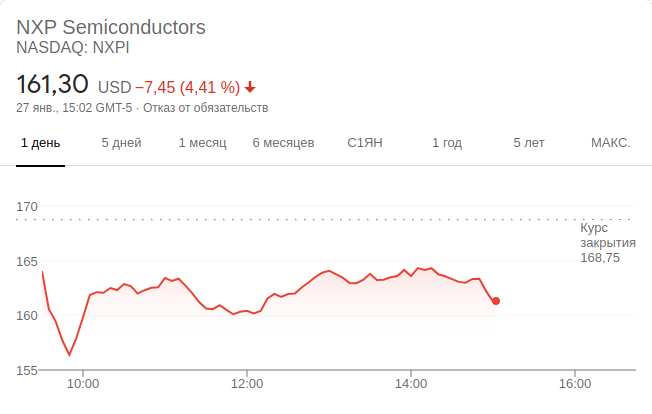 NXP Semiconductors
NASDAQ: NXPI
161,30 USD −7,45 (4,41 %)
27 янв., 15:02 GMT-5 · Отказ от обязательств
1 день 5 дней 1 месяц 6 месяцев С1ЯН 1 год 5 лет МАКС.
170
Курс
закрытия
168,75
165
160
155
10:00 12:00 14:00 16:00